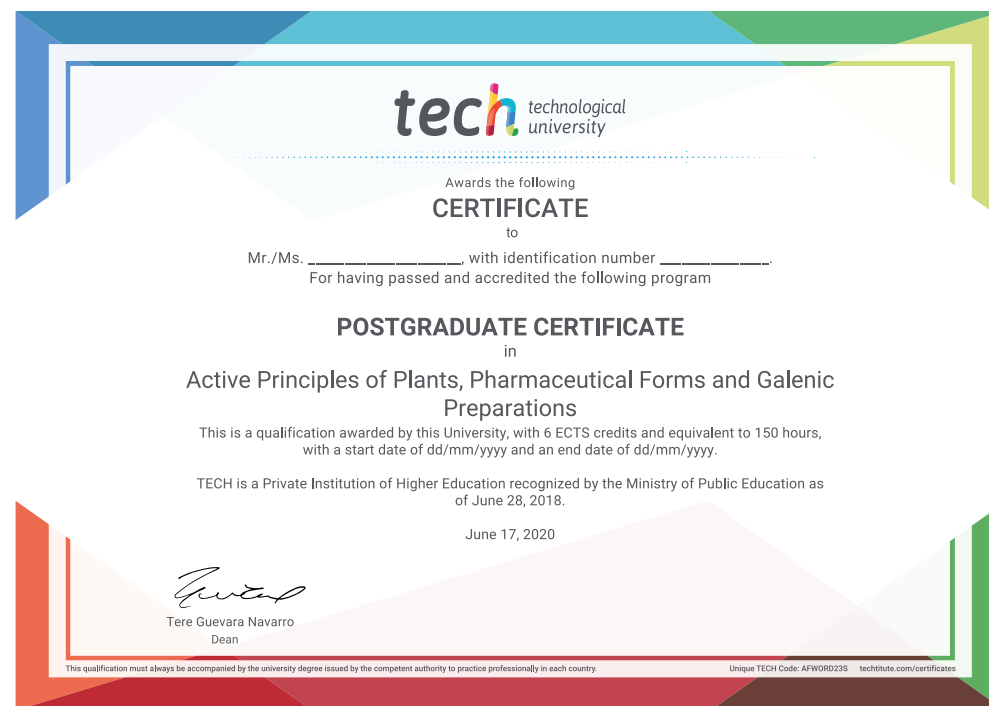 tech technological
university
Awards the following
CERTIFICATE
to
Mr./Ms. ____________________, with identification number ______________.
For having passed and accredited the following program
POSTGRADUATE CERTIFICATE
in
Active Principles of Plants, Pharmaceutical Forms and Galenic
Preparations
This is a qualification awarded by this University, with 6 ECTS credits and equivalent to 150 hours,
with a start date of dd/mm/yyyy and an end date of dd/mm/yyyy.
TECH is a Private Institution of Higher Education recognized by the Ministry of Public Education as
of June 28, 2018.
June 17, 2020
Tere Guevara Navarro
Dean
This qualification must always be accompanied by the university degree issued by the competent authority to practice professionally in each country.
Unique TECH Code: AFWORD23S techtitute.com/certificates